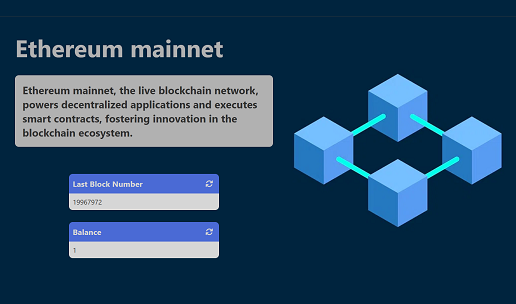 Ethereum mainnet
Ethereum mainnet, the live blockchain network,
powers decentralized applications and executes
smart contracts, fostering innovation in the
blockchain ecosystem.
Last Block Number
19967972
Balance
1